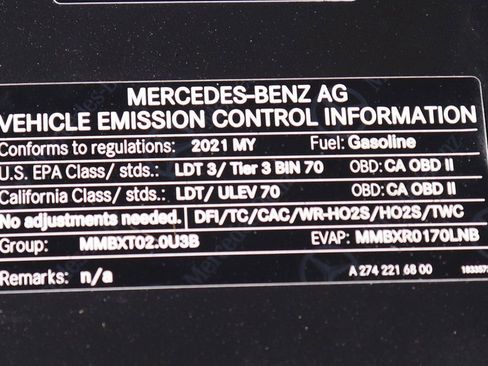 MERCEDES-BENZ AG
VEHICLE EMISSION CONTROL INFORMATION
Conforms to regulations: 2021 MY Fuel: Gasoline
U.S. EPA Class/ stds.: LDT 3/ Tier 3 BIN 70 OBD: CA OBD II
California Class/ stds.: LDT/ ULEV 70 OBD: CA OBD II
No adjustments needed. DFI/TC/CAC/WR-HO2S/HO2S/TWC
Group: MMBXT02.0U3B EVAP: MMBXR0170LNB
Remarks: n/a A 274 221 68 00